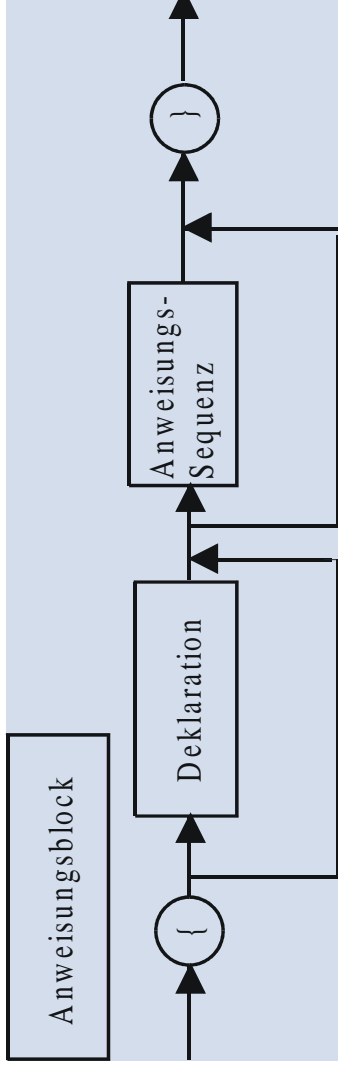 Anweisungsblock
{
Deklaration
Anweisungs-
Sequenz
}